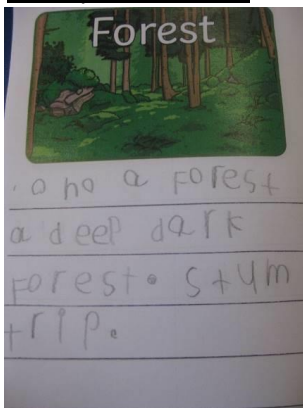 Forest
. o ho a Forest
a deep dark
Forest. stum
trip.